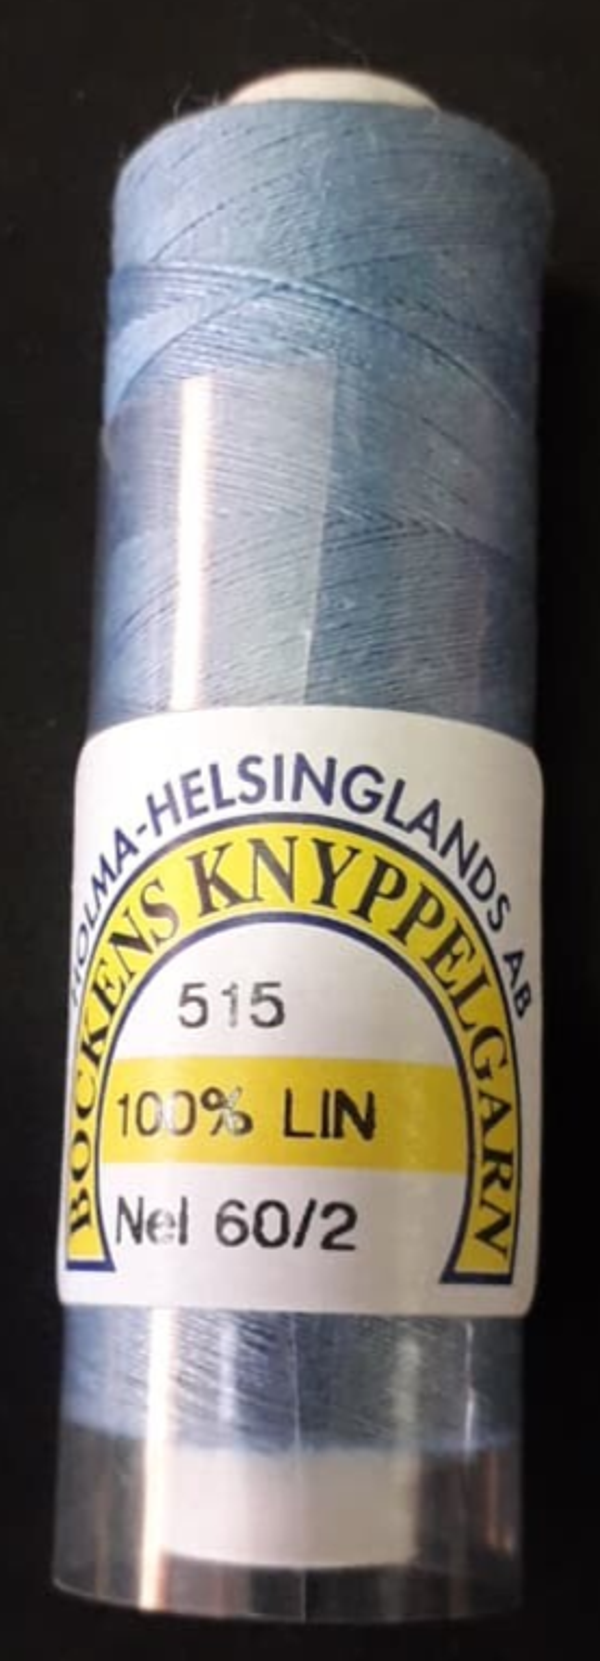 HOLMA-HELSINGLANDS AB
BOCKENS KNYPPELGARN
515
100% LIN
Nel 60/2